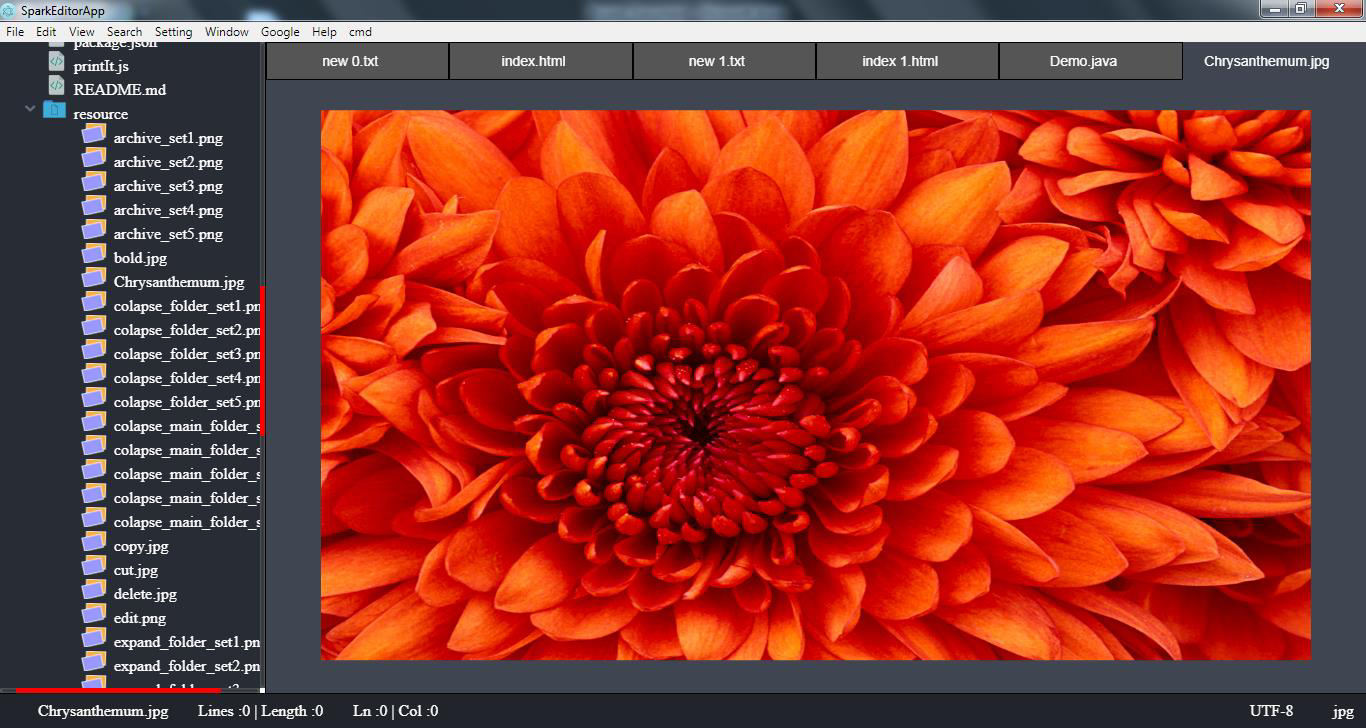 SparkEditorApp
File Edit View Search Setting Window Google Help cmd
new 0.txt index.html new 1.txt index 1.html Demo.java Chrysanthemum.jpg
package.json
printIt.js
README.md
resource
archive_set1.png
archive_set2.png
archive_set3.png
archive_set4.png
archive_set5.png
bold.jpg
Chrysanthemum.jpg
colapse_folder_set1.pn
colapse_folder_set2.pn
colapse_folder_set3.pn
colapse_folder_set4.pn
colapse_folder_set5.pn
colapse_main_folder_s
colapse_main_folder_s
colapse_main_folder_s
colapse_main_folder_s
colapse_main_folder_s
copy.jpg
cut.jpg
delete.jpg
edit.png
expand_folder_set1.pn
expand_folder_set2.pn
Chrysanthemum.jpg Lines :0 | Length :0 Ln :0 | Col :0 UTF-8 jpg